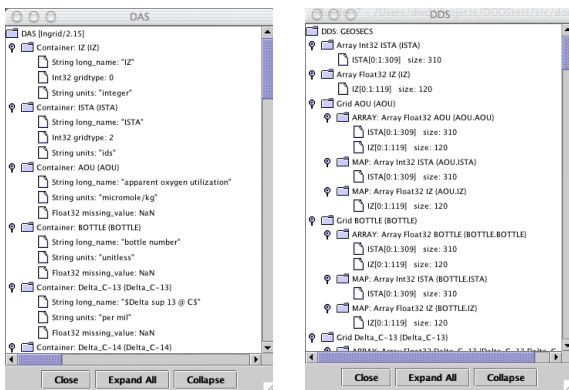 DAS
DAS [Ingrid/2.15]
Container: IZ (IZ)
String long_name: "IZ"
Int32 gridtype: 0
String units: "integer"
Container: ISTA (ISTA)
String long_name: "ISTA"
Int32 gridtype: 2
String units: "ids"
Container: AOU (AOU)
String long_name: "apparent oxygen utilization"
String units: "micromole/kg"
Float32 missing_value: NaN
Container: BOTTLE (BOTTLE)
String long_name: "bottle number"
String units: "unitless"
Float32 missing_value: NaN
Container: Delta_C-13 (Delta_C-13)
String long_name: "$Delta sup 13 @ C$"
String units: "per mil"
Float32 missing_value: NaN
Container: Delta_C-14 (Delta_C-14)
Close Expand All Collapse
DDS
DDS: GEOSECS
Array Int32 ISTA (ISTA)
ISTA[0:1:309] size: 310
Array Float32 IZ (IZ)
IZ[0:1:119] size: 120
Grid AOU (AOU)
ARRAY: Array Float32 AOU (AOU.AOU)
ISTA[0:1:309] size: 310
IZ[0:1:119] size: 120
MAP: Array Int32 ISTA (AOU.ISTA)
ISTA[0:1:309] size: 310
MAP: Array Float32 IZ (AOU.IZ)
IZ[0:1:119] size: 120
Grid BOTTLE (BOTTLE)
ARRAY: Array Float32 BOTTLE (BOTTLE.BOTTLE)
ISTA[0:1:309] size: 310
IZ[0:1:119] size: 120
MAP: Array Int32 ISTA (BOTTLE.ISTA)
ISTA[0:1:309] size: 310
MAP: Array Float32 IZ (BOTTLE.IZ)
IZ[0:1:119] size: 120
Grid Delta_C-13 (Delta_C-13)
Close Expand All Collapse